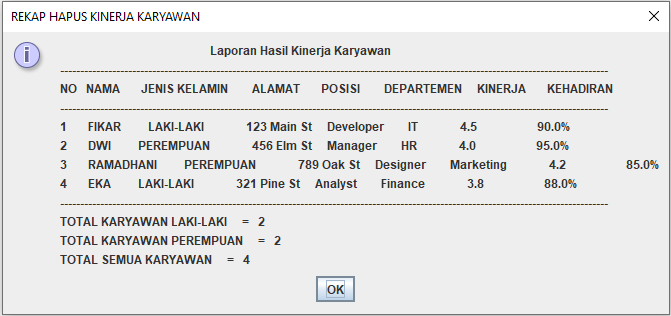 REKAP HAPUS KINERJA KARYAWAN
Laporan Hasil Kinerja Karyawan
NO NAMA JENIS KELAMIN ALAMAT POSISI DEPARTEMEN KINERJA KEHADIRAN
1 FIKAR LAKI-LAKI 123 Main St Developer IT 4.5 90.0%
2 DWI PEREMPUAN 456 Elm St Manager HR 4.0 95.0%
3 RAMADHANI PEREMPUAN 789 Oak St Designer Marketing 4.2 85.0%
4 EKA LAKI-LAKI 321 Pine St Analyst Finance 3.8 88.0%
TOTAL KARYAWAN LAKI-LAKI = 2
TOTAL KARYAWAN PEREMPUAN = 2
TOTAL SEMUA KARYAWAN = 4
OK